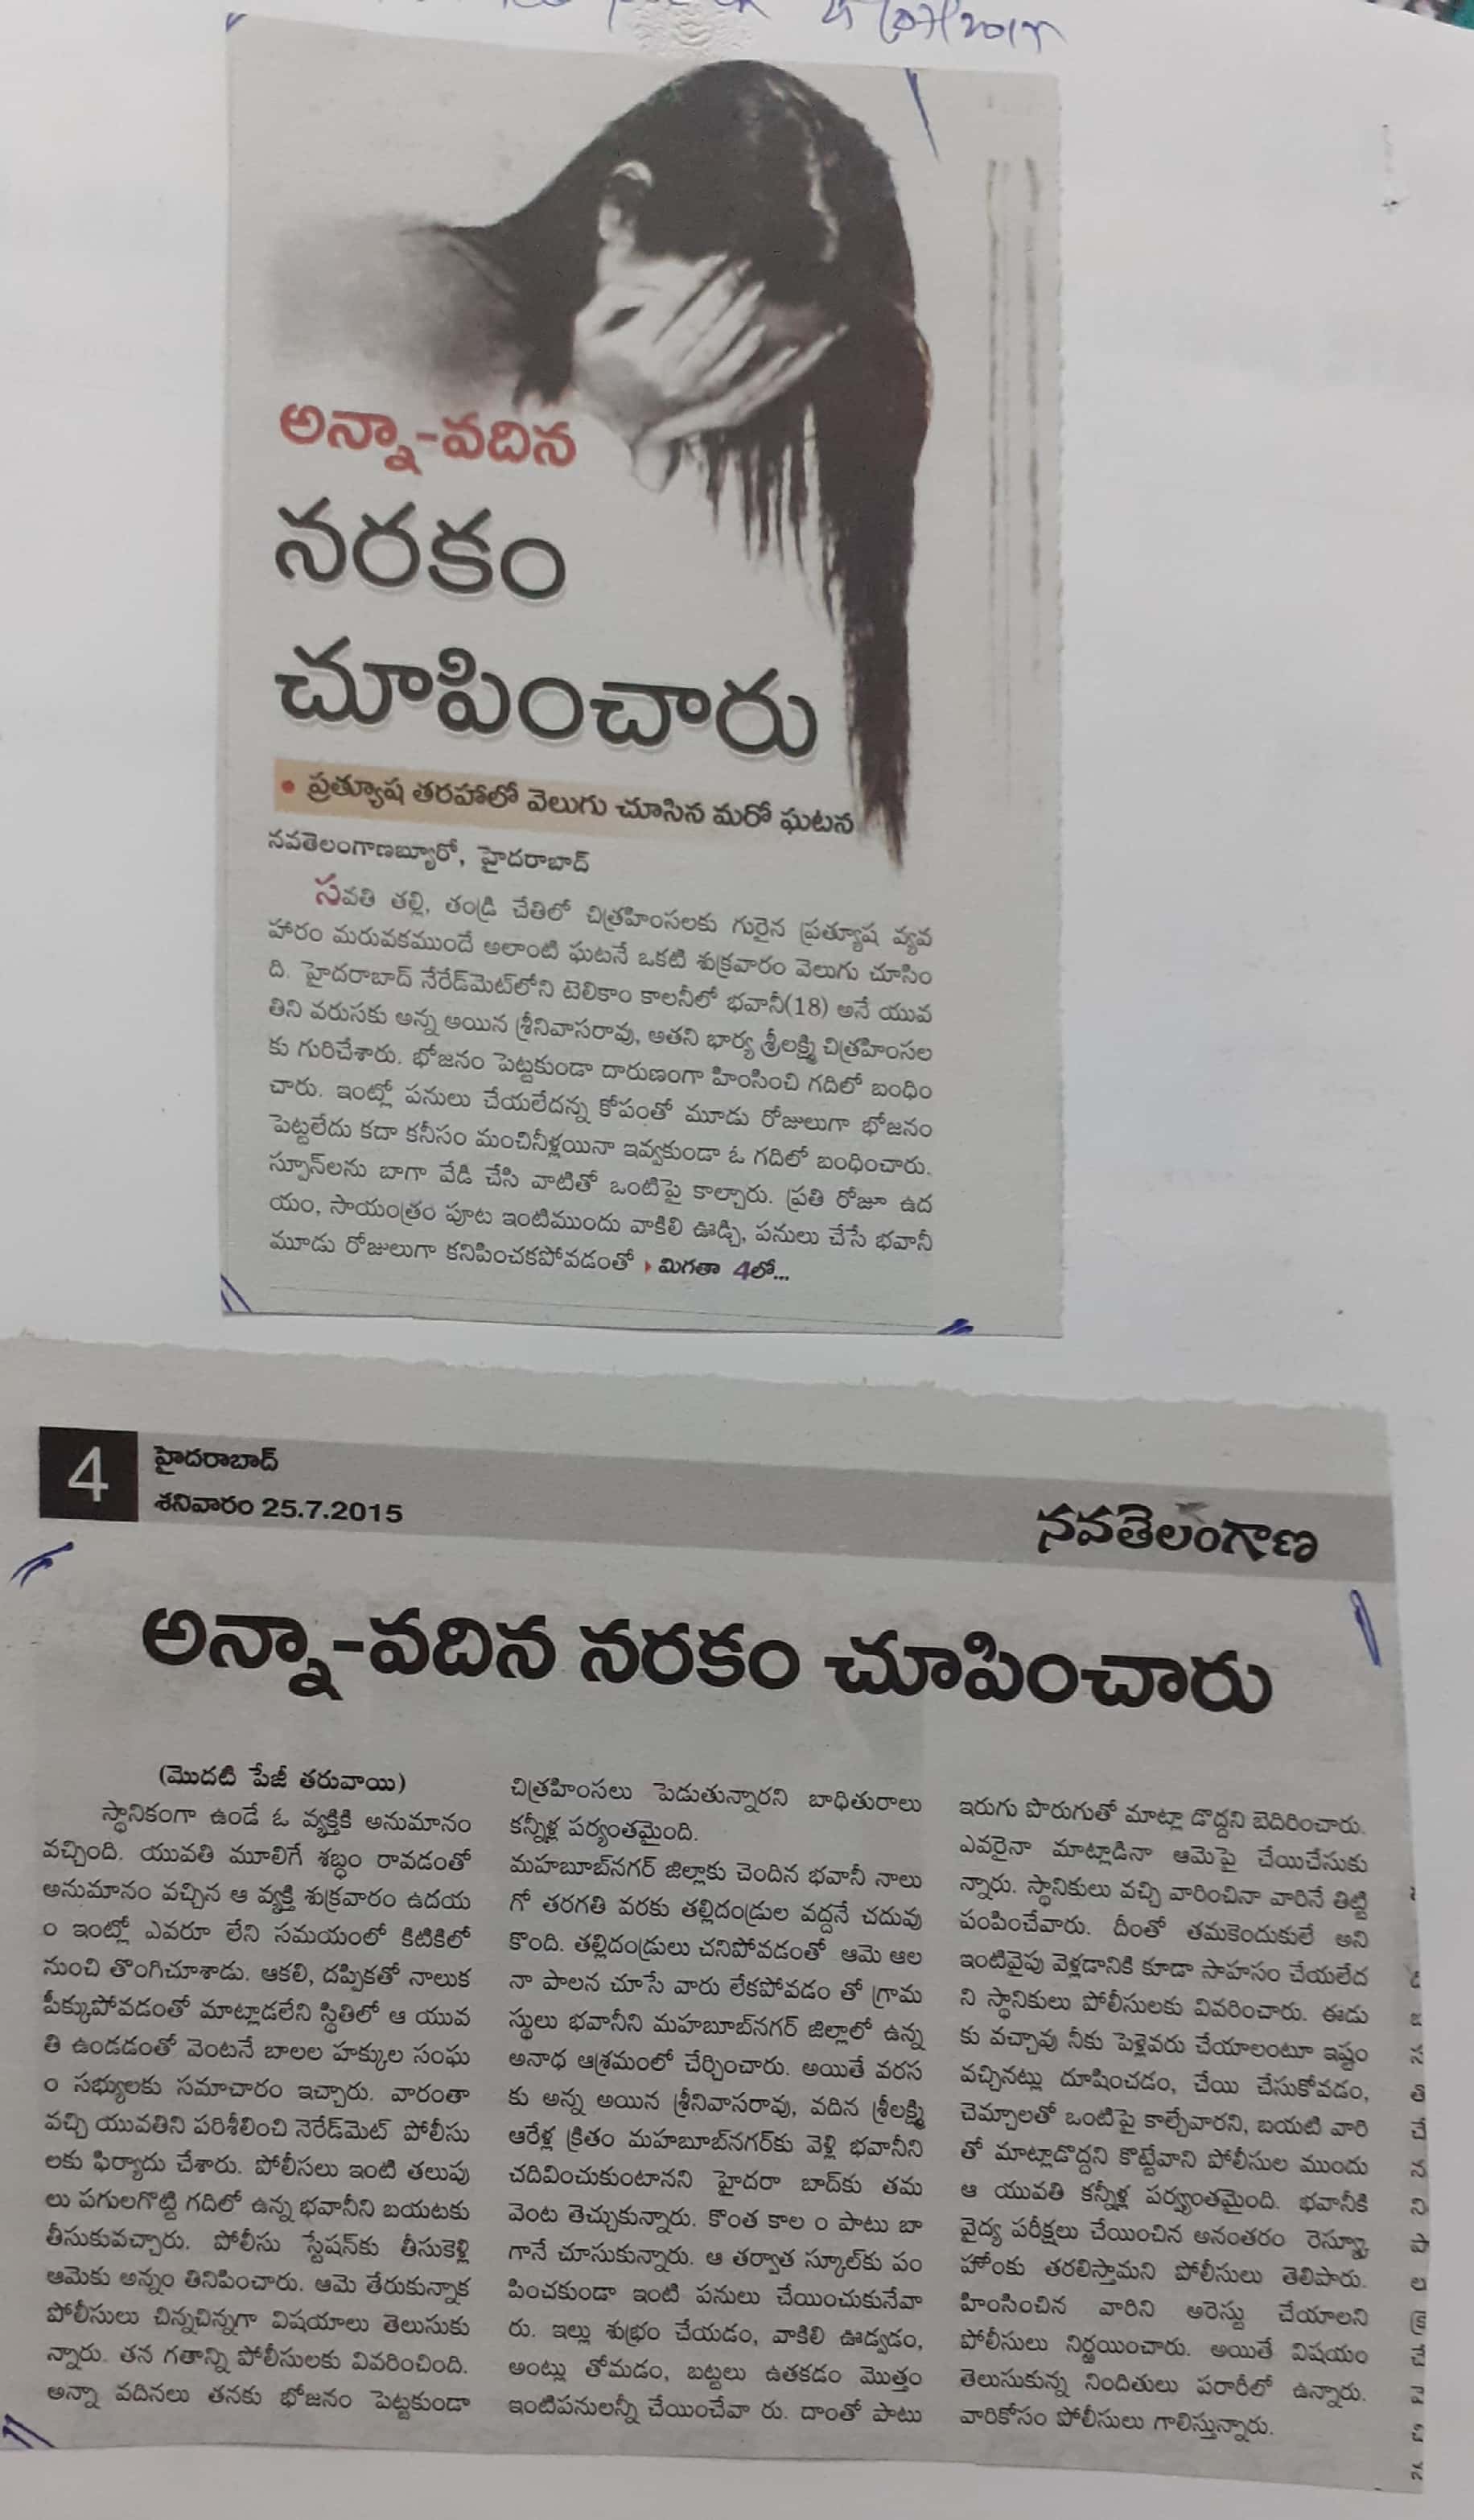 25/07/2015
అన్నా-వదిన
నరకం
చూపించారు
• ప్రత్యూష తరహాలో వెలుగు చూసిన మరో ఘటన
నవతెలంగాణబ్యూరో, హైదరాబాద్
సవతి తల్లి, తండ్రి చేతిలో చిత్రహింసలకు గురైన ప్రత్యూష వ్యవ
హారం మరువకముందే అలాంటి ఘటనే ఒకటి శుక్రవారం వెలుగు చూసిం
ది. హైదరాబాద్ నేరేడ్‌మెట్‌లోని టెలికాం కాలనీలో భవానీ(18) అనే యువ
తిని వరుసకు అన్న అయిన శ్రీనివాసరావు, అతని భార్య శ్రీలక్ష్మి చిత్రహింసల
కు గురిచేశారు. భోజనం పెట్టకుండా దారుణంగా హింసించి గదిలో బంధిం
చారు. ఇంట్లో పనులు చేయలేదన్న కోపంతో మూడు రోజులుగా భోజనం
పెట్టలేదు కదా కనీసం మంచినీళ్లయినా ఇవ్వకుండా ఓ గదిలో బంధించారు.
స్పూన్‌లను బాగా వేడి చేసి వాటితో ఒంటిపై కాల్చారు. ప్రతి రోజూ ఉద
యం, సాయంత్రం పూట ఇంటిముందు వాకిలి ఊడ్చి, పనులు చేసే భవానీ
మూడు రోజులుగా కనిపించకపోవడంతో ▸ మిగతా 4లో...
4
హైదరాబాద్
శనివారం 25.7.2015
నవతెలంగాణ
అన్నా-వదిన నరకం చూపించారు
(మొదటి పేజీ తరువాయి)
స్థానికంగా ఉండే ఓ వ్యక్తికి అనుమానం
వచ్చింది. యువతి మూలిగే శబ్ధం రావడంతో
అనుమానం వచ్చిన ఆ వ్యక్తి శుక్రవారం ఉదయ
ం ఇంట్లో ఎవరూ లేని సమయంలో కిటికిలో
నుంచి తొంగిచూశాడు. ఆకలి, దప్పికతో నాలుక
పీక్కుపోవడంతో మాట్లాడలేని స్థితిలో ఆ యువ
తి ఉండడంతో వెంటనే బాలల హక్కుల సంఘ
ం సభ్యులకు సమాచారం ఇచ్చారు. వారంతా
వచ్చి యువతిని పరిశీలించి నెరేడ్‌మెట్ పోలీసు
లకు ఫిర్యాదు చేశారు. పోలీసలు ఇంటి తలుపు
లు పగులగొట్టి గదిలో ఉన్న భవానీని బయటకు
తీసుకువచ్చారు. పోలీసు స్టేషన్‌కు తీసుకెళ్లి
ఆమెకు అన్నం తినిపించారు. ఆమె తేరుకున్నాక
పోలీసులు చిన్నచిన్నగా విషయాలు తెలుసుకు
న్నారు. తన గతాన్ని పోలీసులకు వివరించింది.
అన్నా వదినలు తనకు భోజనం పెట్టకుండా
చిత్రహింసలు పెడుతున్నారని బాధితురాలు
కన్నీళ్ల పర్యంతమైంది.
మహబూబ్‌నగర్ జిల్లాకు చెందిన భవానీ నాలు
గో తరగతి వరకు తల్లిదండ్రుల వద్దనే చదువు
కొంది. తల్లిదండ్రులు చనిపోవడంతో ఆమె ఆల
నా పాలన చూసే వారు లేకపోవడం తో గ్రామ
స్థులు భవానీని మహబూబ్‌నగర్ జిల్లాలో ఉన్న
అనాధ ఆశ్రమంలో చేర్చించారు. అయితే వరస
కు అన్న అయిన శ్రీనివాసరావు, వదిన శ్రీలక్ష్మి
ఆరేళ్ల క్రితం మహబూబ్‌నగర్‌కు వెళ్లి భవానీని
చదివించుకుంటానని హైదరా బాద్‌కు తమ
వెంట తెచ్చుకున్నారు. కొంత కాల ం పాటు బా
గానే చూసుకున్నారు. ఆ తర్వాత స్కూల్‌కు పం
పించకుండా ఇంటి పనులు చేయించుకునేవా
రు. ఇల్లు శుభ్రం చేయడం, వాకిలి ఊడ్వడం,
అంట్లు తోమడం, బట్టలు ఉతకడం మొత్తం
ఇంటిపనులన్నీ చేయించేవా రు. దాంతో పాటు
ఇరుగు పొరుగుతో మాట్లా డొద్దని బెదిరించారు.
ఎవరైనా మాట్లాడినా ఆమెపై చేయిచేసుకు
న్నారు. స్థానికులు వచ్చి వారించినా వారినే తిట్టి
పంపించేవారు. దీంతో తమకెందుకులే అని
ఇంటివైపు వెళ్లడానికి కూడా సాహసం చేయలేద
ని స్థానికులు పోలీసులకు వివరించారు. ఈడు
కు వచ్చావు నీకు పెళ్లెవరు చేయాలంటూ ఇష్టం
వచ్చినట్లు దూషించడం, చేయి చేసుకోవడం,
చెమ్చాలతో ఒంటిపై కాల్చేవారని, బయటి వారి
తో మాట్లాడొద్దని కొట్టేవాని పోలీసుల ముందు
ఆ యువతి కన్నీళ్ల పర్యంతమైంది. భవానీకి
వైద్య పరీక్షలు చేయించిన అనంతరం రెస్క్యూ
హోంకు తరలిస్తామని పోలీసులు తెలిపారు.
హింసించిన వారిని అరెస్టు చేయాలని
పోలీసులు నిర్ణయించారు. అయితే విషయం
తెలుసుకున్న నిందితులు పరారీలో ఉన్నారు.
వారికోసం పోలీసులు గాలిస్తున్నారు.